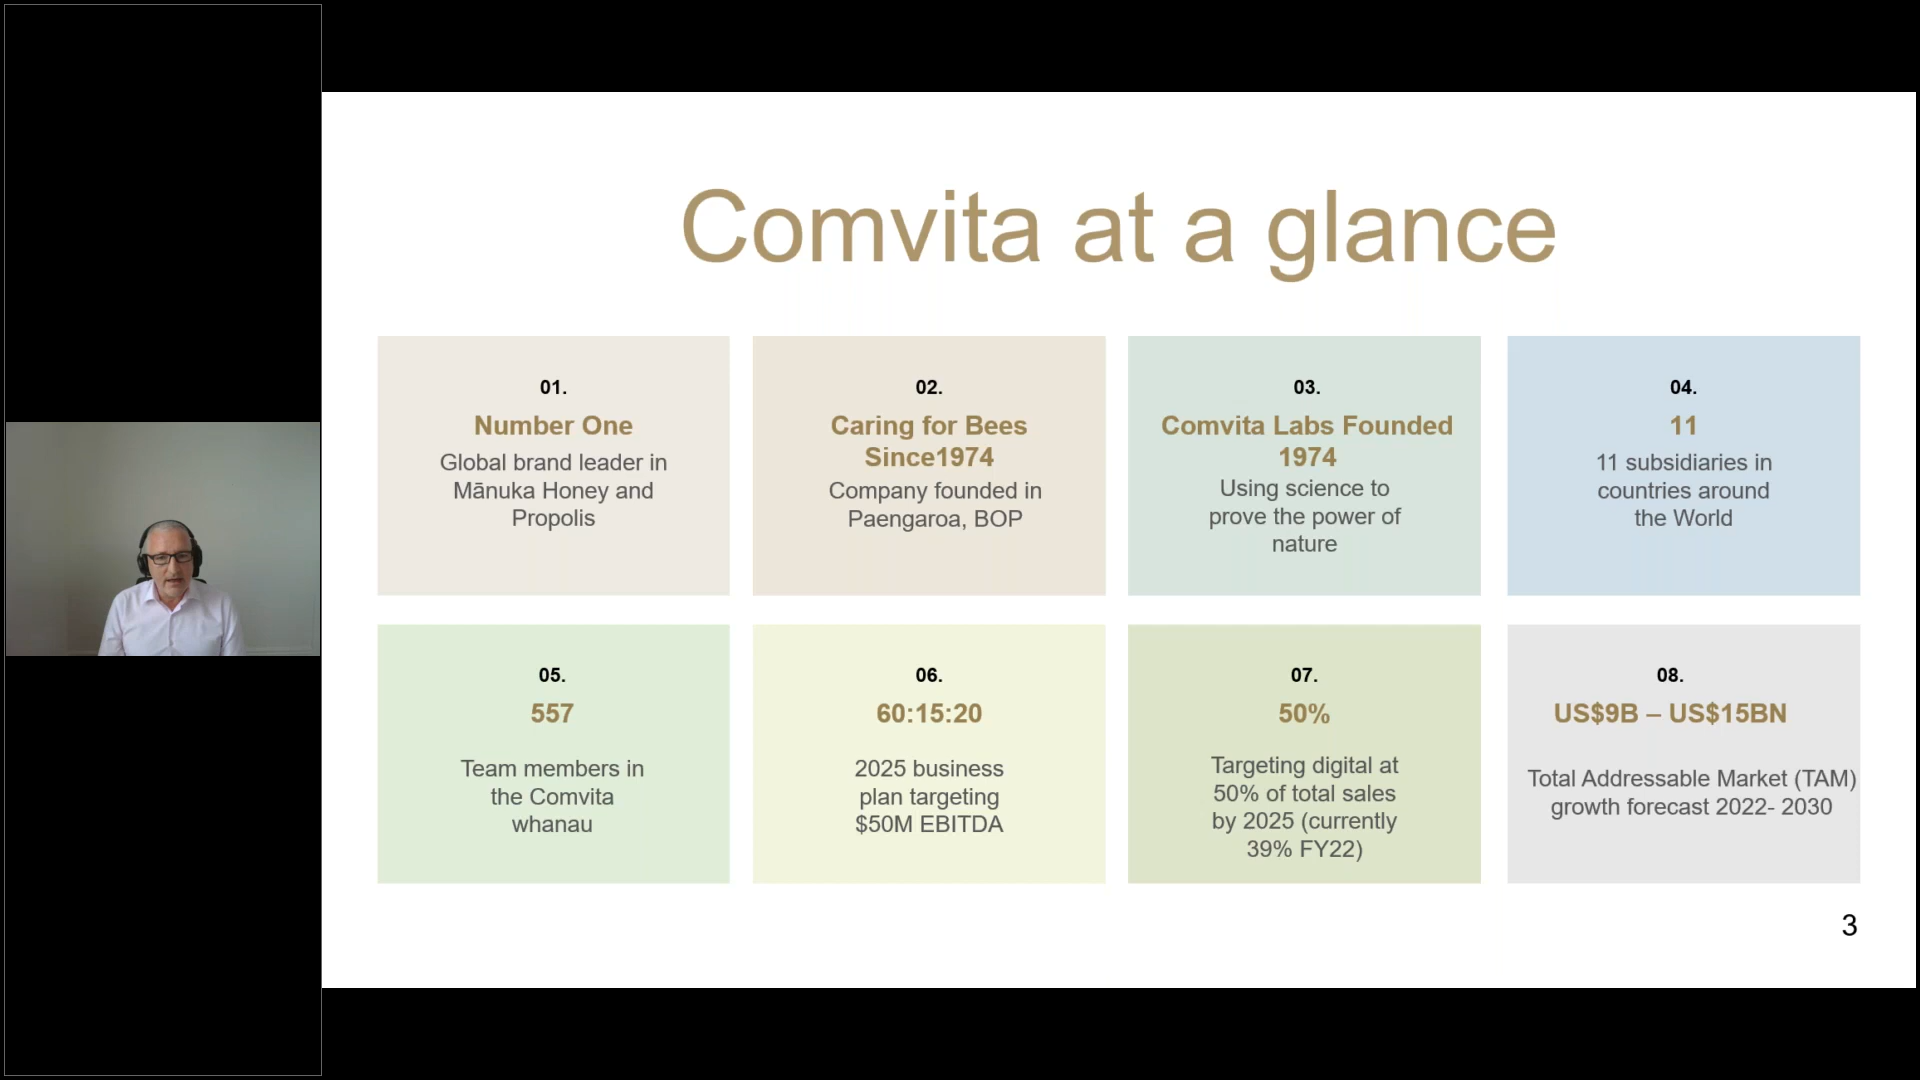 Comvita at a glance
01.
Number One
Global brand leader in
Mānuka Honey and
Propolis
02.
Caring for Bees
Since1974
Company founded in
Paengaroa, BOP
03.
Comvita Labs Founded
1974
Using science to
prove the power of
nature
04.
11
11 subsidiaries in
countries around
the World
05.
557
Team members in
the Comvita
whanau
06.
60:15:20
2025 business
plan targeting
$50M EBITDA
07.
50%
Targeting digital at
50% of total sales
by 2025 (currently
39% FY22)
08.
US$9B – US$15BN
Total Addressable Market (TAM)
growth forecast 2022- 2030
3